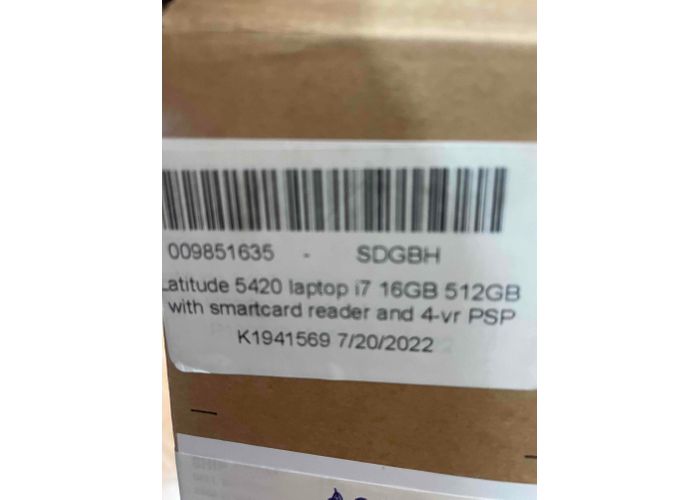 009851635 - SDGBH
Latitude 5420 laptop i7 16GB 512GB
with smartcard reader and 4-yr PSP
K1941569 7/20/2022